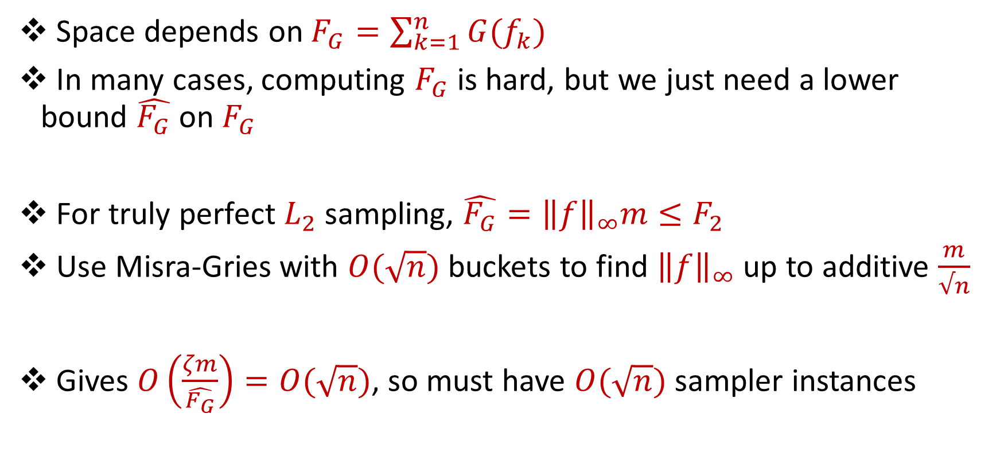 ❖ Space depends on $F_G = \sum_{k=1}^{n} G(f_k)$
❖ In many cases, computing $F_G$ is hard, but we just need a lower
bound $\widehat{F_G}$ on $F_G$
❖ For truly perfect $L_2$ sampling, $\widehat{F_G} = \|f\|_\infty m \leq F_2$
❖ Use Misra-Gries with $O(\sqrt{n})$ buckets to find $\|f\|_\infty$ up to additive $\frac{m}{\sqrt{n}}$
❖ Gives $O\left(\frac{\zeta m}{\widehat{F_G}}\right) = O(\sqrt{n})$, so must have $O(\sqrt{n})$ sampler instances